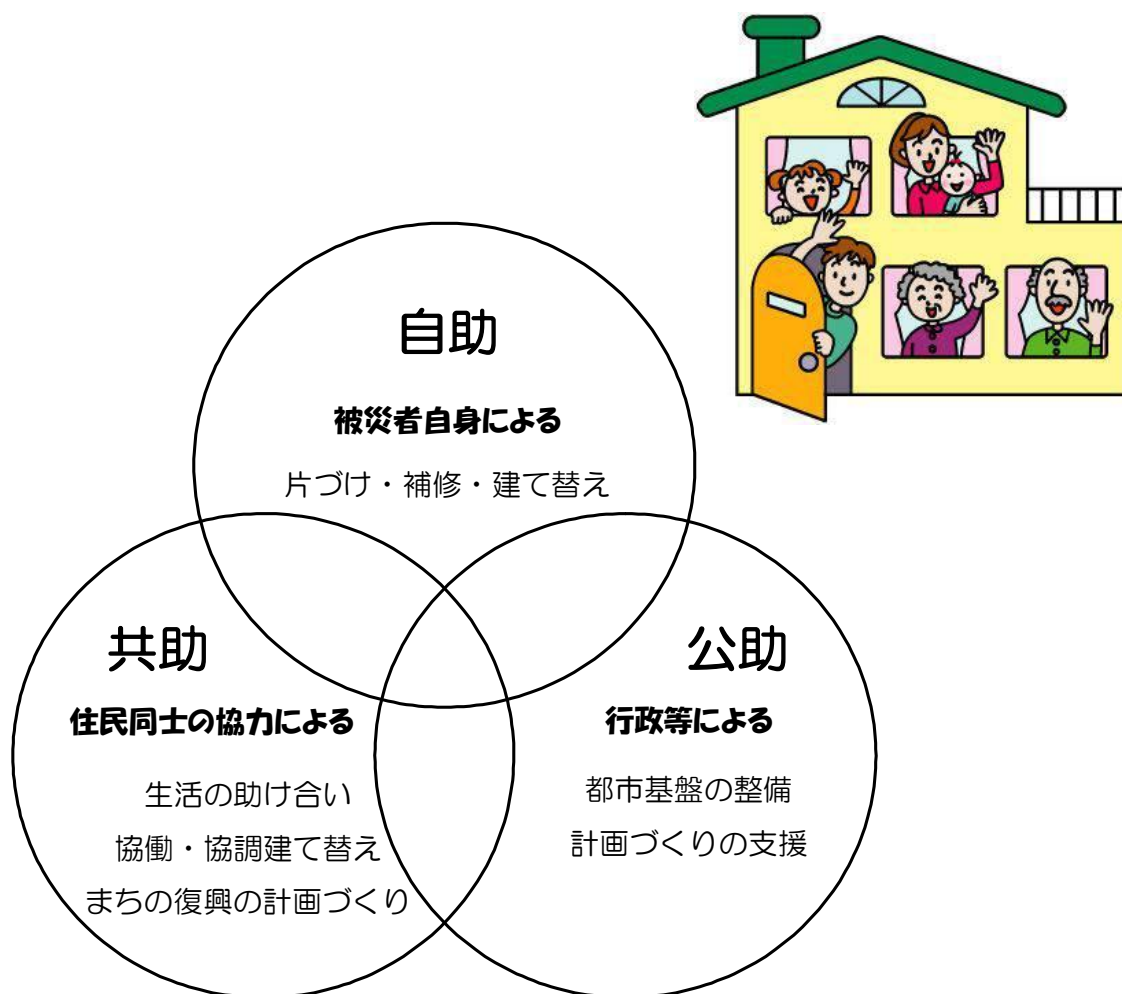 自助
被災者自身による
片づけ・補修・建て替え
共助
住民同士の協力による
生活の助け合い
協働・協調建て替え
まちの復興の計画づくり
公助
行政等による
都市基盤の整備
計画づくりの支援